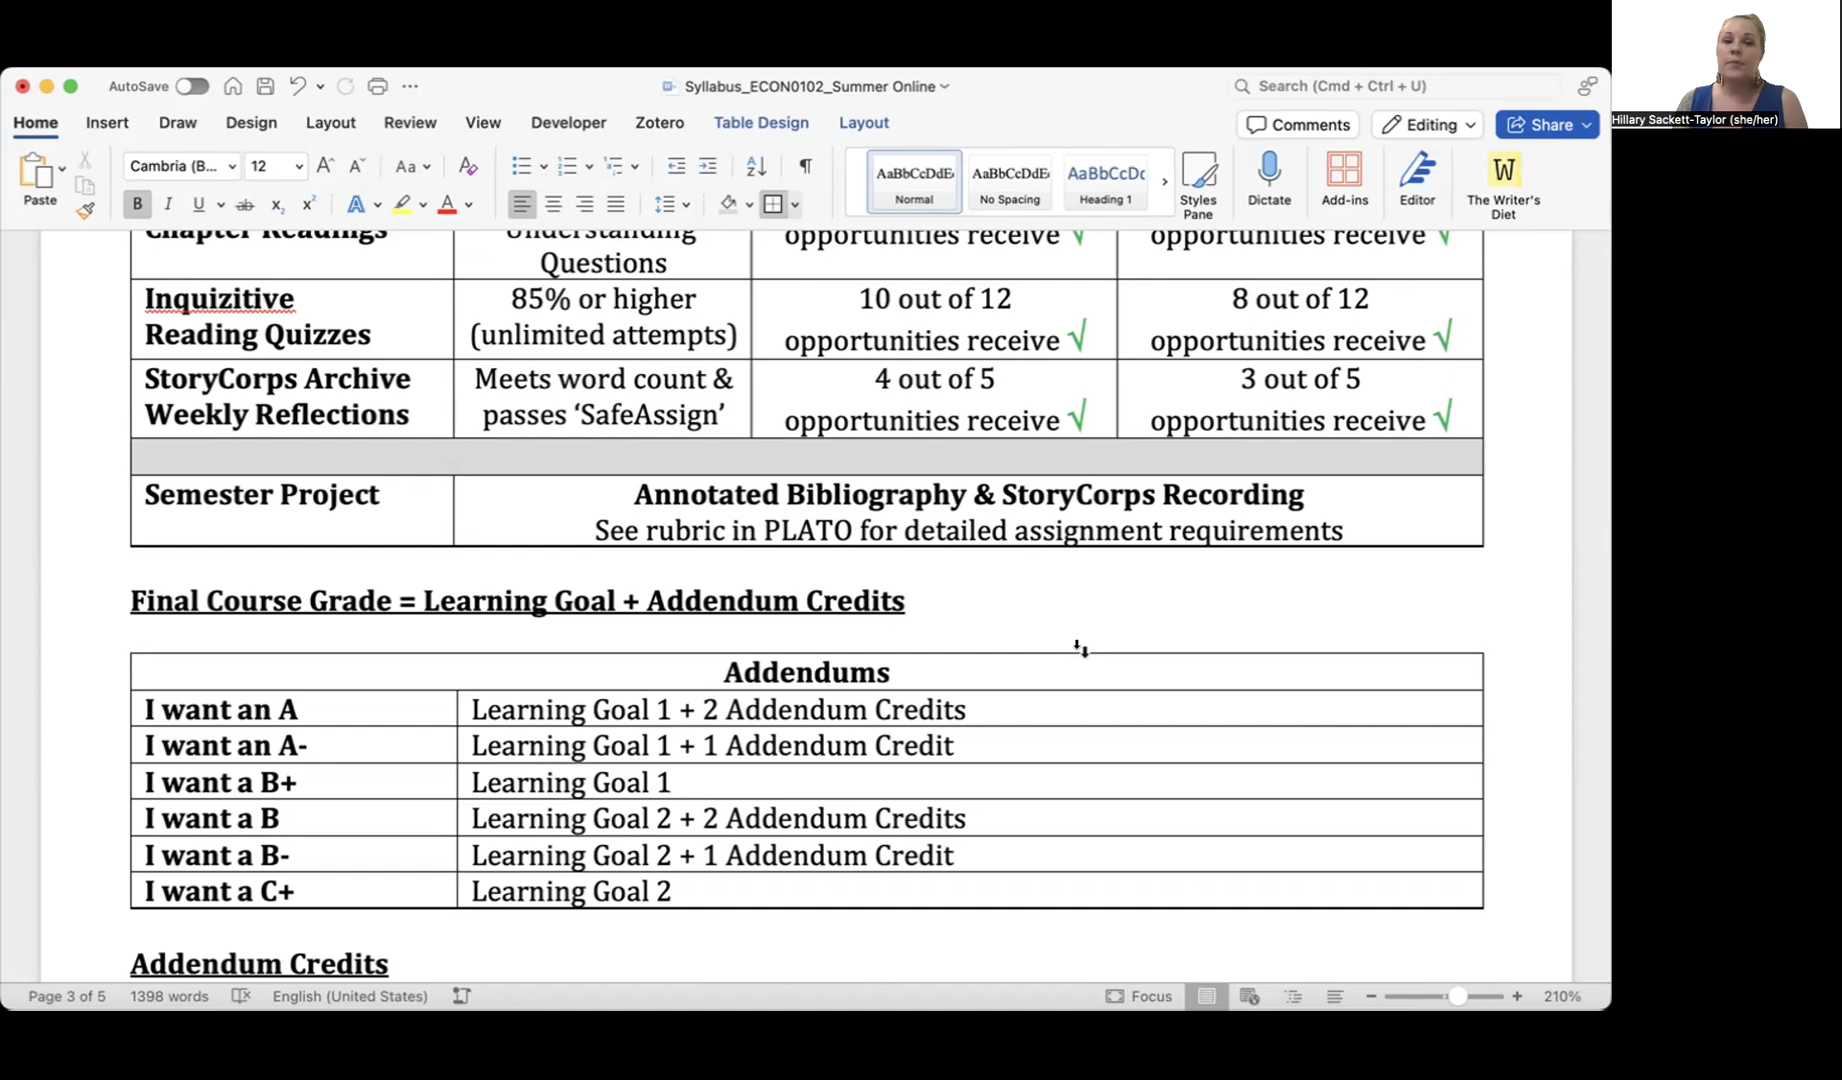 Hillary Sackett-Taylor (she/her)
AutoSave
Syllabus_ECON0102_Summer Online
Search (Cmd + Ctrl + U)
Home Insert Draw Design Layout Review View Developer Zotero Table Design Layout
Comments Editing Share
Paste
Cambria (B... 12
Aa
AaBbCcDdE AaBbCcDdE AaBbCcDc
Normal No Spacing Heading 1
Styles Pane
Dictate
Add-ins
Editor
The Writer's Diet
Chapter Readings Understanding Questions opportunities receive √ opportunities receive √
Inquizitive 85% or higher 10 out of 12 8 out of 12
Reading Quizzes (unlimited attempts) opportunities receive √ opportunities receive √
StoryCorps Archive Meets word count & 4 out of 5 3 out of 5
Weekly Reflections passes ‘SafeAssign’ opportunities receive √ opportunities receive √
Semester Project Annotated Bibliography & StoryCorps Recording
See rubric in PLATO for detailed assignment requirements
Final Course Grade = Learning Goal + Addendum Credits
Addendums
I want an A Learning Goal 1 + 2 Addendum Credits
I want an A- Learning Goal 1 + 1 Addendum Credit
I want a B+ Learning Goal 1
I want a B Learning Goal 2 + 2 Addendum Credits
I want a B- Learning Goal 2 + 1 Addendum Credit
I want a C+ Learning Goal 2
Addendum Credits
Page 3 of 5 1398 words English (United States) Focus 210%